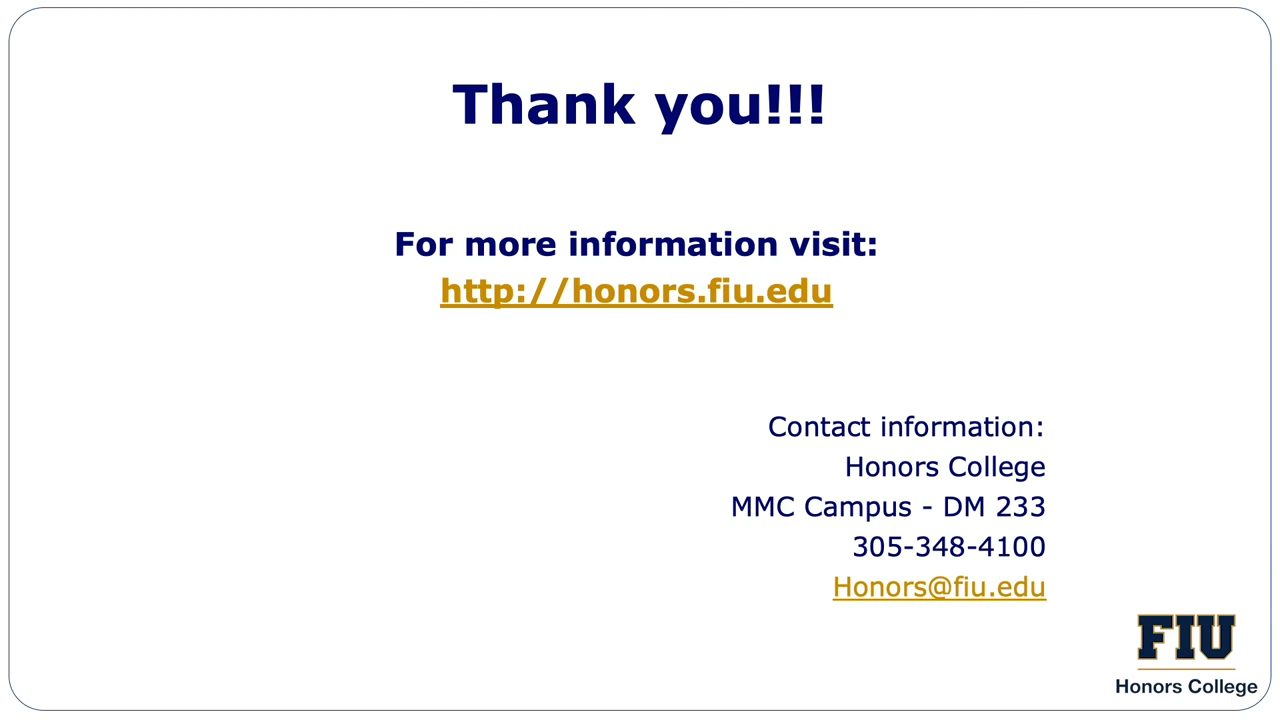 Thank you!!!
For more information visit:
http://honors.fiu.edu
Contact information:
Honors College
MMC Campus - DM 233
305-348-4100
Honors@fiu.edu
FIU
Honors College